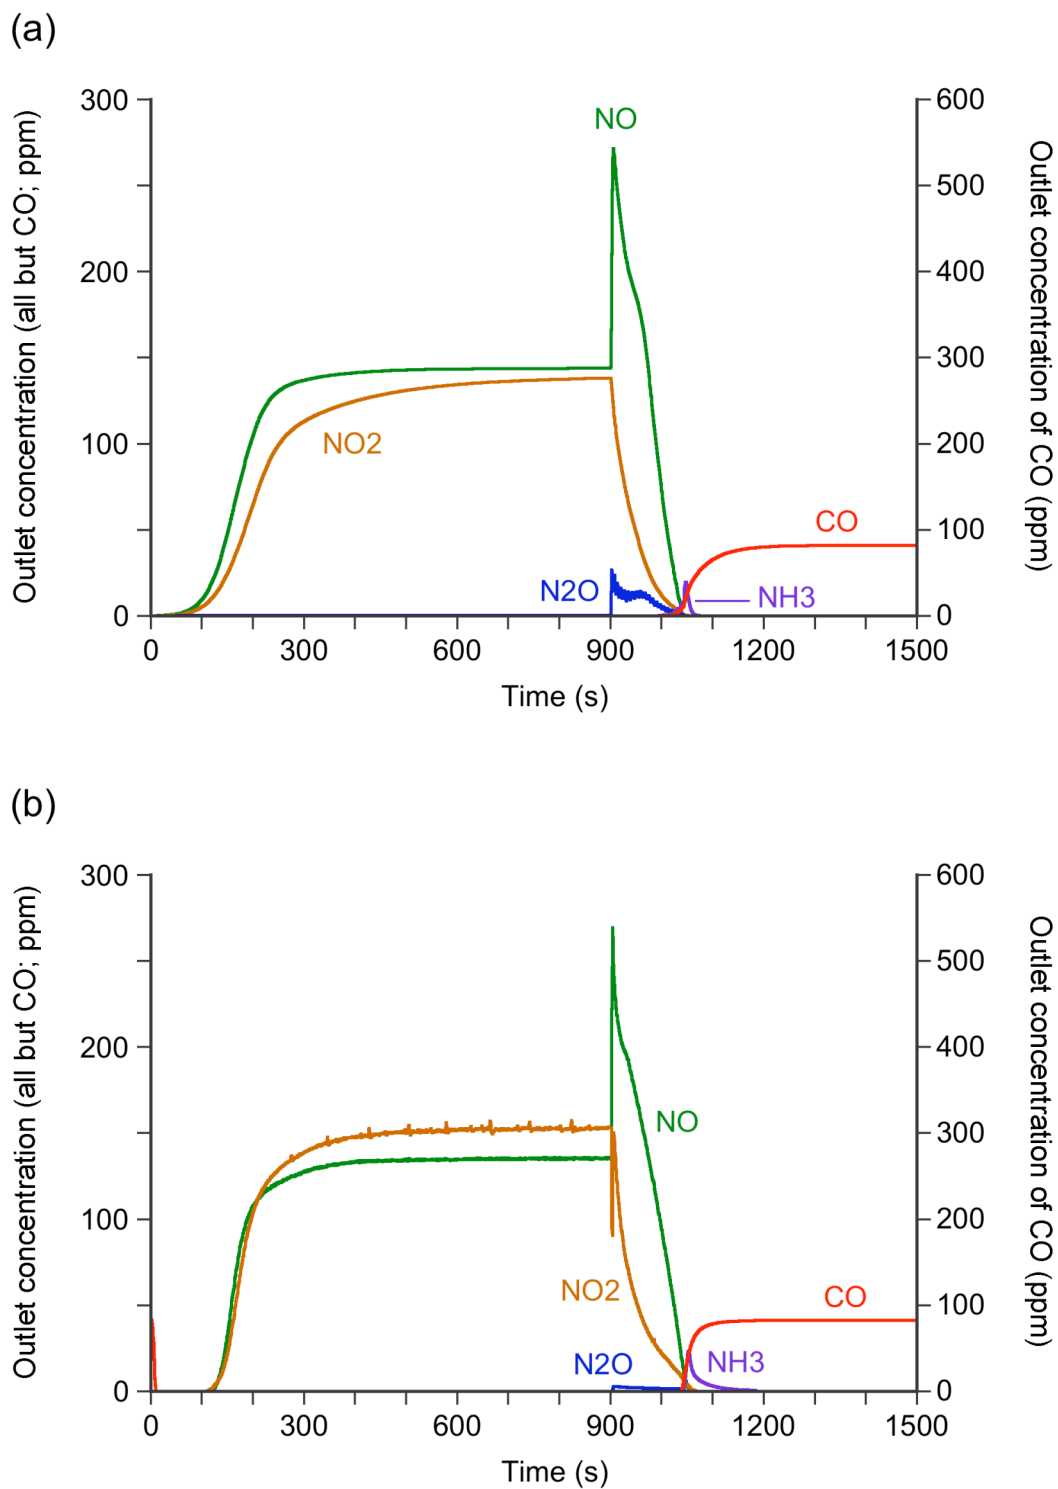 (a)
Outlet concentration (all but CO; ppm)
Outlet concentration of CO (ppm)
300
200
100
0
600
500
400
300
200
100
0
NO
NO2
N2O
CO
NH3
0 300 600 900 1200 1500
Time (s)
(b)
Outlet concentration (all but CO; ppm)
Outlet concentration of CO (ppm)
300
200
100
0
600
500
400
300
200
100
0
NO
NO2
CO
N2O
NH3
0 300 600 900 1200 1500
Time (s)